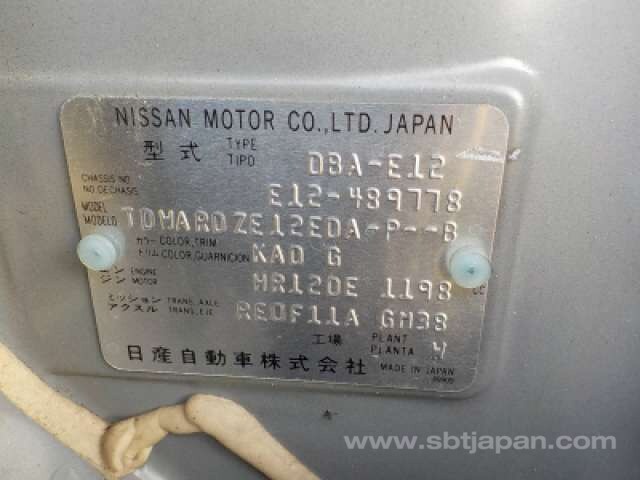 NISSAN MOTOR CO., LTD. JAPAN
型式 TYPE TIPO DBA-E12
CHASSIS NO. NO DECHASIS E12-489778
MODEL MODELO TDMARDZE12EDA-P--B
カラー COLOR, TRIM
トリム COLOR, GUARNICION KAD G
エンジン ENGINE MOTOR HR12DE 1198 cc
ミッション TRANS. AXLE
アクスル TRANS, EJE RE0F11A GM38
工場 PLANT PLANTA W
日産自動車株式会社 MADE IN JAPAN
www.sbtjapan.com